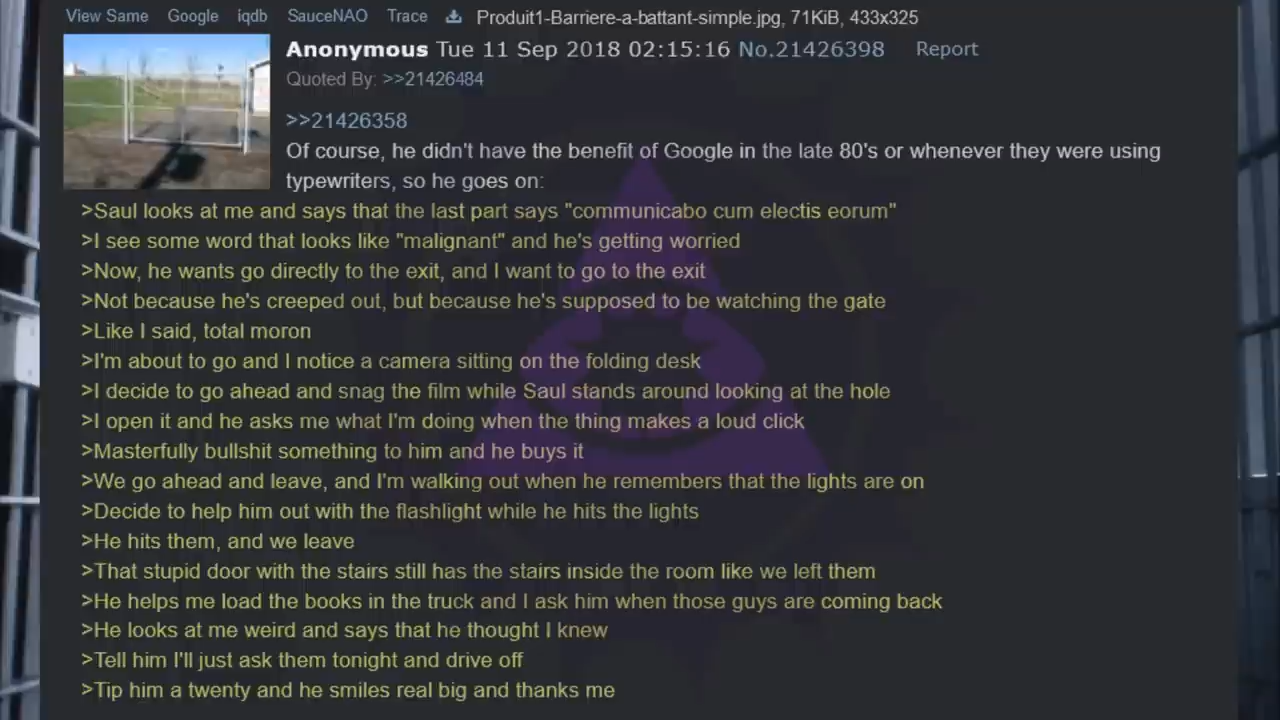 View Same Google iqdb SauceNAO Trace Produit1-Barriere-a-battant-simple.jpg, 71KiB, 433x325
Anonymous Tue 11 Sep 2018 02:15:16 No.21426398 Report
Quoted By: >>21426484
>>21426358
Of course, he didn't have the benefit of Google in the late 80's or whenever they were using
typewriters, so he goes on:
>Saul looks at me and says that the last part says "communicabo cum electis eorum"
>I see some word that looks like "malignant" and he's getting worried
>Now, he wants go directly to the exit, and I want to go to the exit
>Not because he's creeped out, but because he's supposed to be watching the gate
>Like I said, total moron
>I'm about to go and I notice a camera sitting on the folding desk
>I decide to go ahead and snag the film while Saul stands around looking at the hole
>I open it and he asks me what I'm doing when the thing makes a loud click
>Masterfully bullshit something to him and he buys it
>We go ahead and leave, and I'm walking out when he remembers that the lights are on
>Decide to help him out with the flashlight while he hits the lights
>He hits them, and we leave
>That stupid door with the stairs still has the stairs inside the room like we left them
>He helps me load the books in the truck and I ask him when those guys are coming back
>He looks at me weird and says that he thought I knew
>Tell him I'll just ask them tonight and drive off
>Tip him a twenty and he smiles real big and thanks me